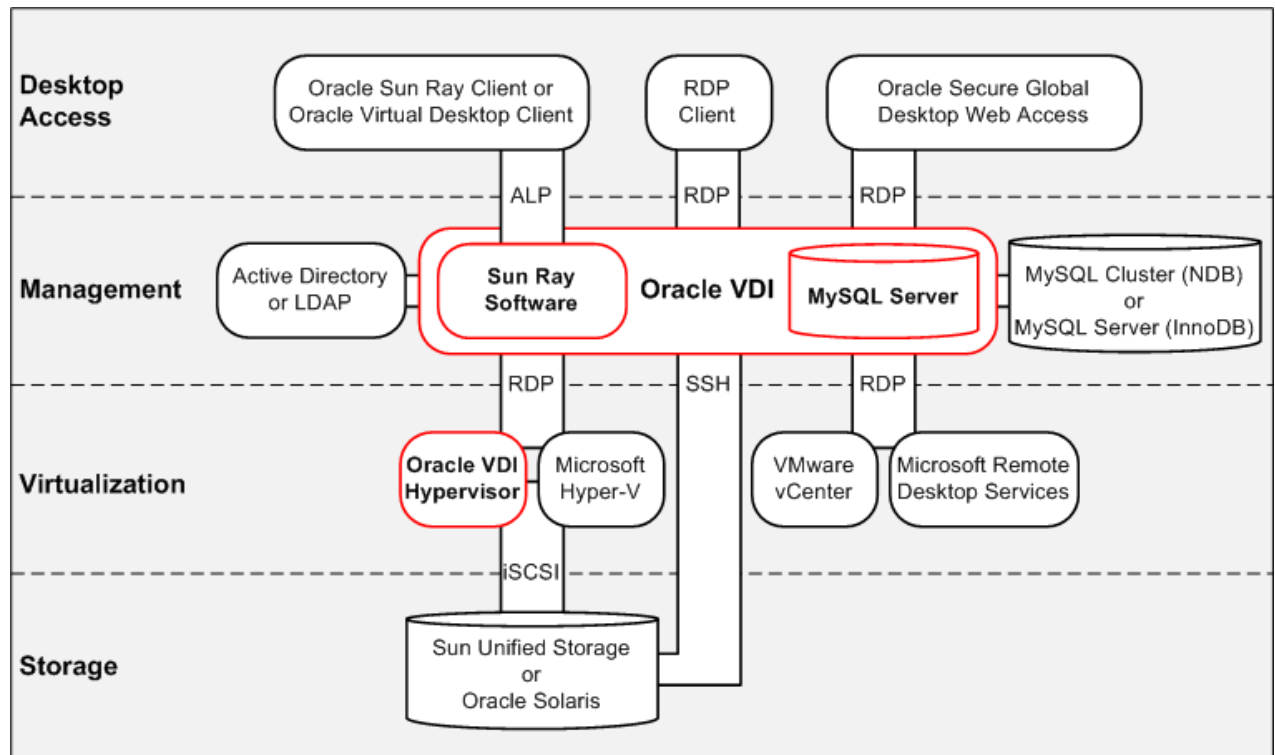 Desktop
Access
Oracle Sun Ray Client or
Oracle Virtual Desktop Client
RDP
Client
Oracle Secure Global
Desktop Web Access
ALP
RDP
RDP
Management
Active Directory
or LDAP
Sun Ray
Software
Oracle VDI
MySQL Server
MySQL Cluster (NDB)
or
MySQL Server (InnoDB)
RDP
SSH
RDP
Virtualization
Oracle VDI
Hypervisor
Microsoft
Hyper-V
VMware
vCenter
Microsoft Remote
Desktop Services
iSCSI
Storage
Sun Unified Storage
or
Oracle Solaris